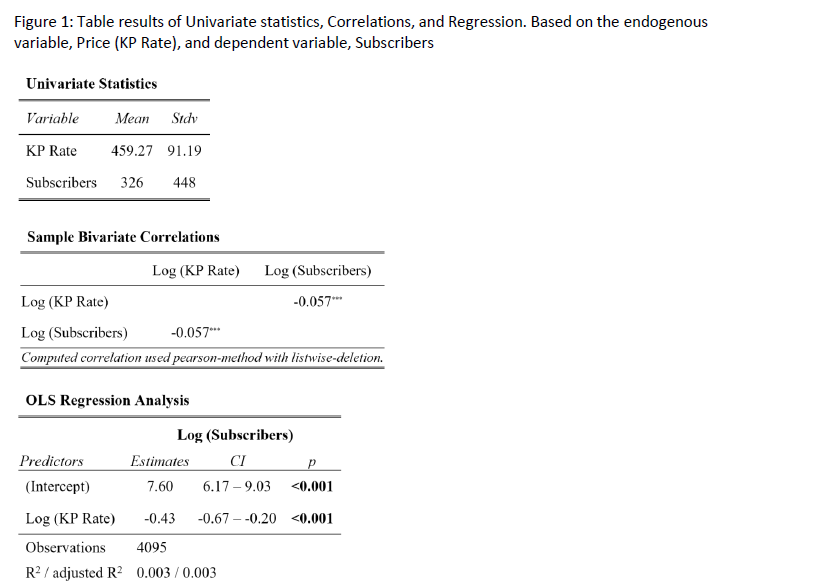 Figure 1: Table results of Univariate statistics, Correlations, and Regression. Based on the endogenous
variable, Price (KP Rate), and dependent variable, Subscribers
Univariate Statistics
Variable Mean Stdv
KP Rate 459.27 91.19
Subscribers 326 448
Sample Bivariate Correlations
Log (KP Rate) Log (Subscribers)
Log (KP Rate) -0.057***
Log (Subscribers) -0.057***
Computed correlation used pearson-method with listwise-deletion.
OLS Regression Analysis
Log (Subscribers)
Predictors Estimates CI p
(Intercept) 7.60 6.17 – 9.03 <0.001
Log (KP Rate) -0.43 -0.67 – -0.20 <0.001
Observations 4095
R² / adjusted R² 0.003 / 0.003